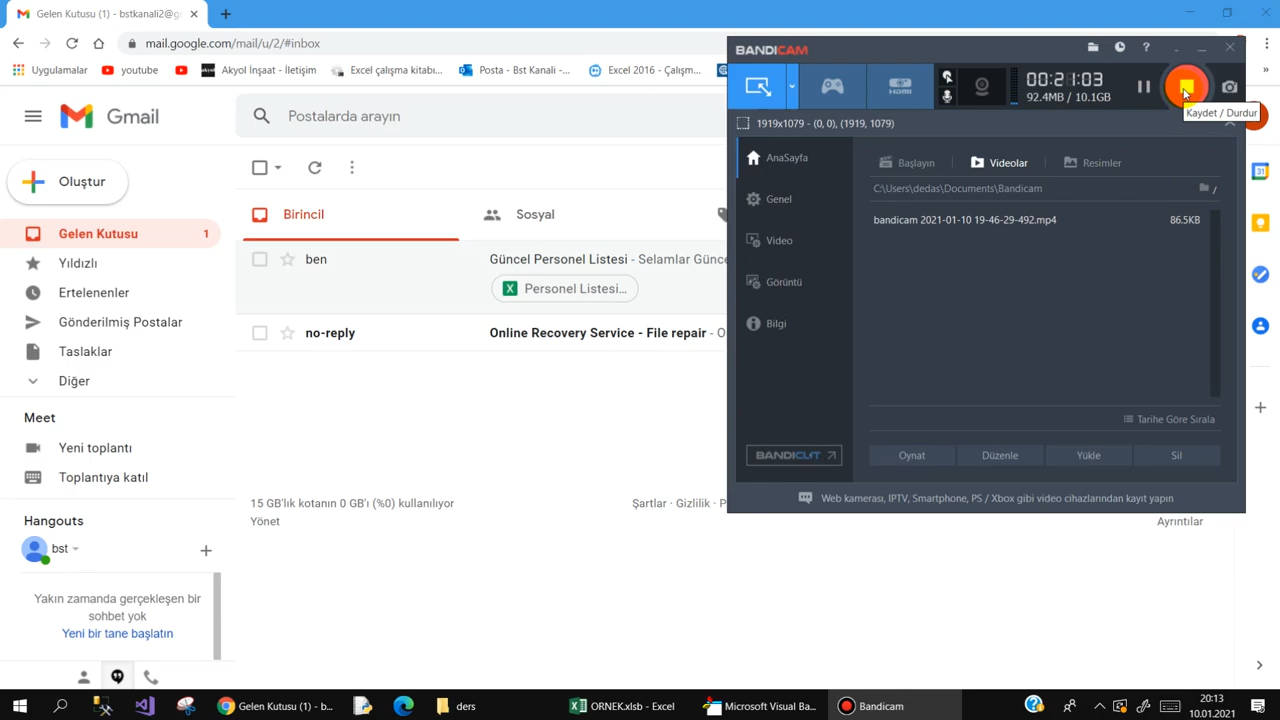 Gelen Kutusu (1) - bstkanali2@g
mail.google.com/mail/u/2/#inbox
Uygulamalar
youtube
Akyol İnşaat - İletişim
Excel çalışma kitabı...
Posta - Bst Kanali -...
Excel 2016 - Çalışm...
Gmail
Postalarda arayın
Oluştur
Gelen Kutusu 1
Yıldızlı
Ertelenenler
Gönderilmiş Postalar
Taslaklar
Diğer
Meet
Yeni toplantı
Toplantıya katıl
Hangouts
bst
Yakın zamanda gerçekleşen bir
sohbet yok
Yeni bir tane başlatın
Birincil
Sosyal
ben
Güncel Personel Listesi - Selamlar Günce
Personel Listesi...
no-reply
Online Recovery Service - File repair - O
15 GB'lık kotanın 0 GB'ı (%0) kullanılıyor
Yönet
Şartlar · Gizlilik · P
Ayrıntılar
BANDICAM
HDMI
00:21:03
92.4MB / 10.1GB
Kaydet / Durdur
1919x1079 - (0, 0), (1919, 1079)
AnaSayfa
Genel
Video
Görüntü
Bilgi
BANDICUT
Başlayın
Videolar
Resimler
C:\Users\dedas\Documents\Bandicam
/
bandicam 2021-01-10 19-46-29-492.mp4 86.5KB
Tarihe Göre Sırala
Oynat
Düzenle
Yükle
Sil
Web kamerası, IPTV, Smartphone, PS / Xbox gibi video cihazlarından kayıt yapın
Gelen Kutusu (1) - b...
ders
ORNEK.xlsb - Excel
Microsoft Visual Ba...
Bandicam
20:13
10.01.2021